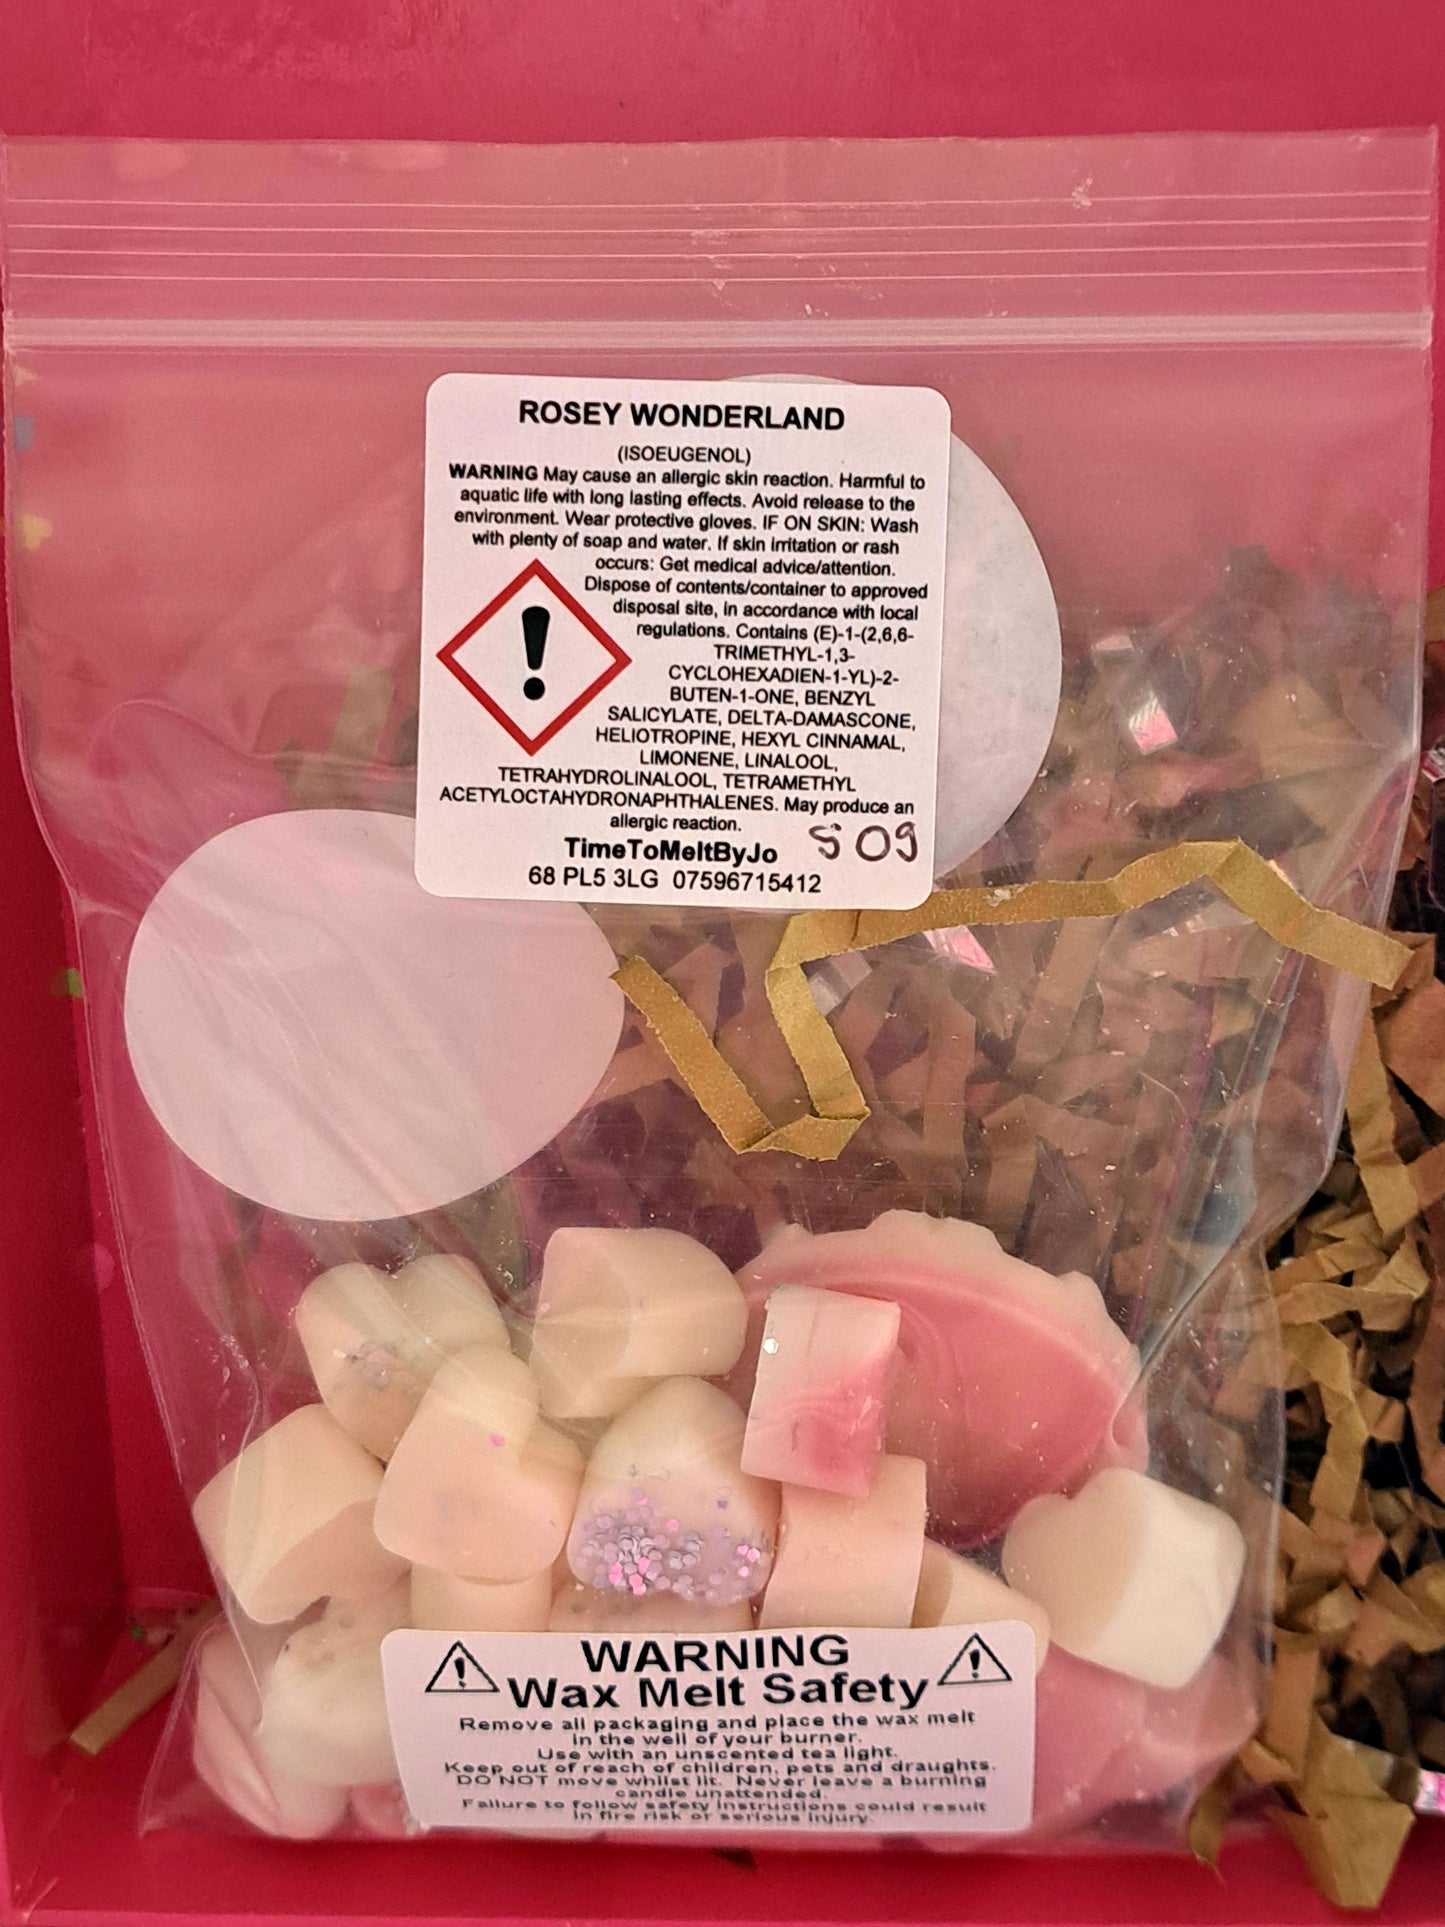 ROSEY WONDERLAND
(ISOEUGENOL)
WARNING May cause an allergic skin reaction. Harmful to
aquatic life with long lasting effects. Avoid release to the
environment. Wear protective gloves. IF ON SKIN: Wash
with plenty of soap and water. If skin irritation or rash
occurs: Get medical advice/attention.
Dispose of contents/container to approved
disposal site, in accordance with local
regulations. Contains (E)-1-(2,6,6-
TRIMETHYL-1,3-
CYCLOHEXADIEN-1-YL)-2-
BUTEN-1-ONE, BENZYL
SALICYLATE, DELTA-DAMASCONE,
HELIOTROPINE, HEXYL CINNAMAL,
LIMONENE, LINALOOL,
TETRAHYDROLINALOOL, TETRAMETHYL
ACETYLOCTAHYDRONAPHTHALENES. May produce an
allergic reaction.
TimeToMeltByJo S09
68 PL5 3LG 07596715412
WARNING
Wax Melt Safety
Remove all packaging and place the wax melt
in the well of your burner.
Use with an unscented tea light.
Keep out of reach of children, pets and draughts.
DO NOT move whilst lit. Never leave a burning
candle unattended.
Failure to follow safety instructions could result
in fire risk or serious injury.